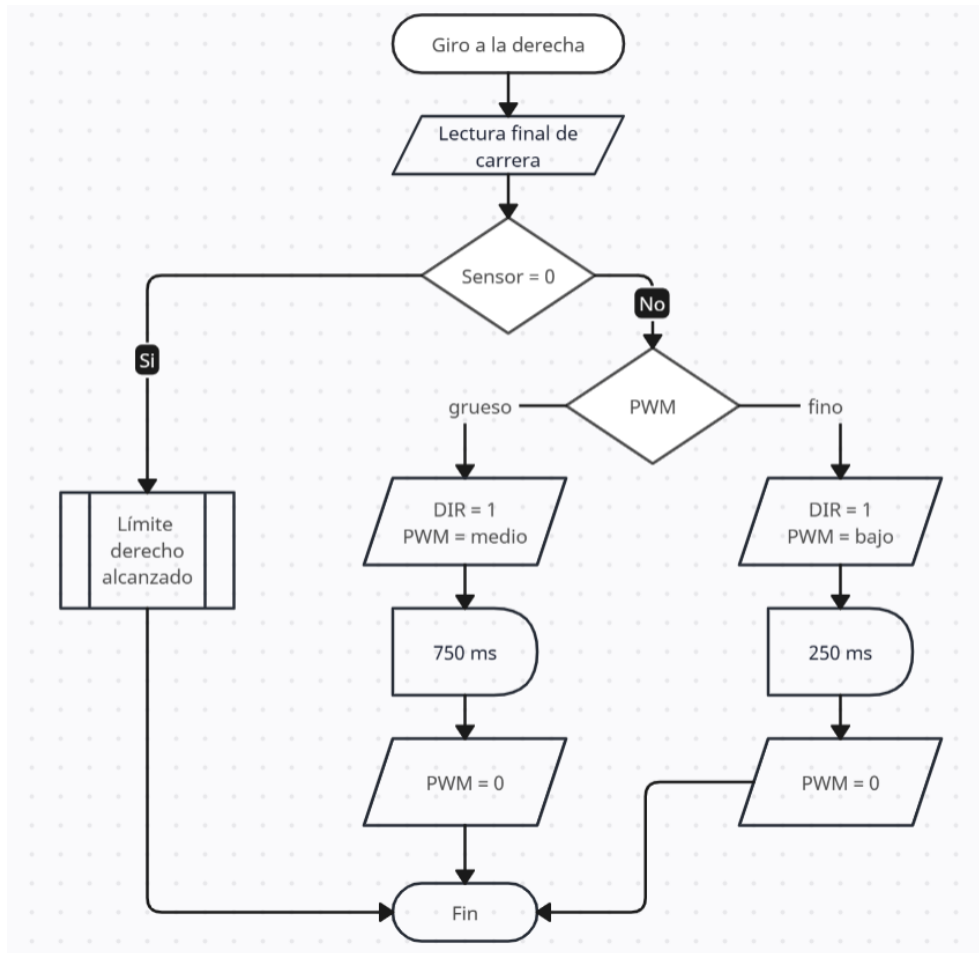 Giro a la derecha
Lectura final de
carrera
Sensor = 0
No
Si
grueso
PWM
fino
Límite
derecho
alcanzado
DIR = 1
PWM = medio
DIR = 1
PWM = bajo
750 ms
250 ms
PWM = 0
PWM = 0
Fin